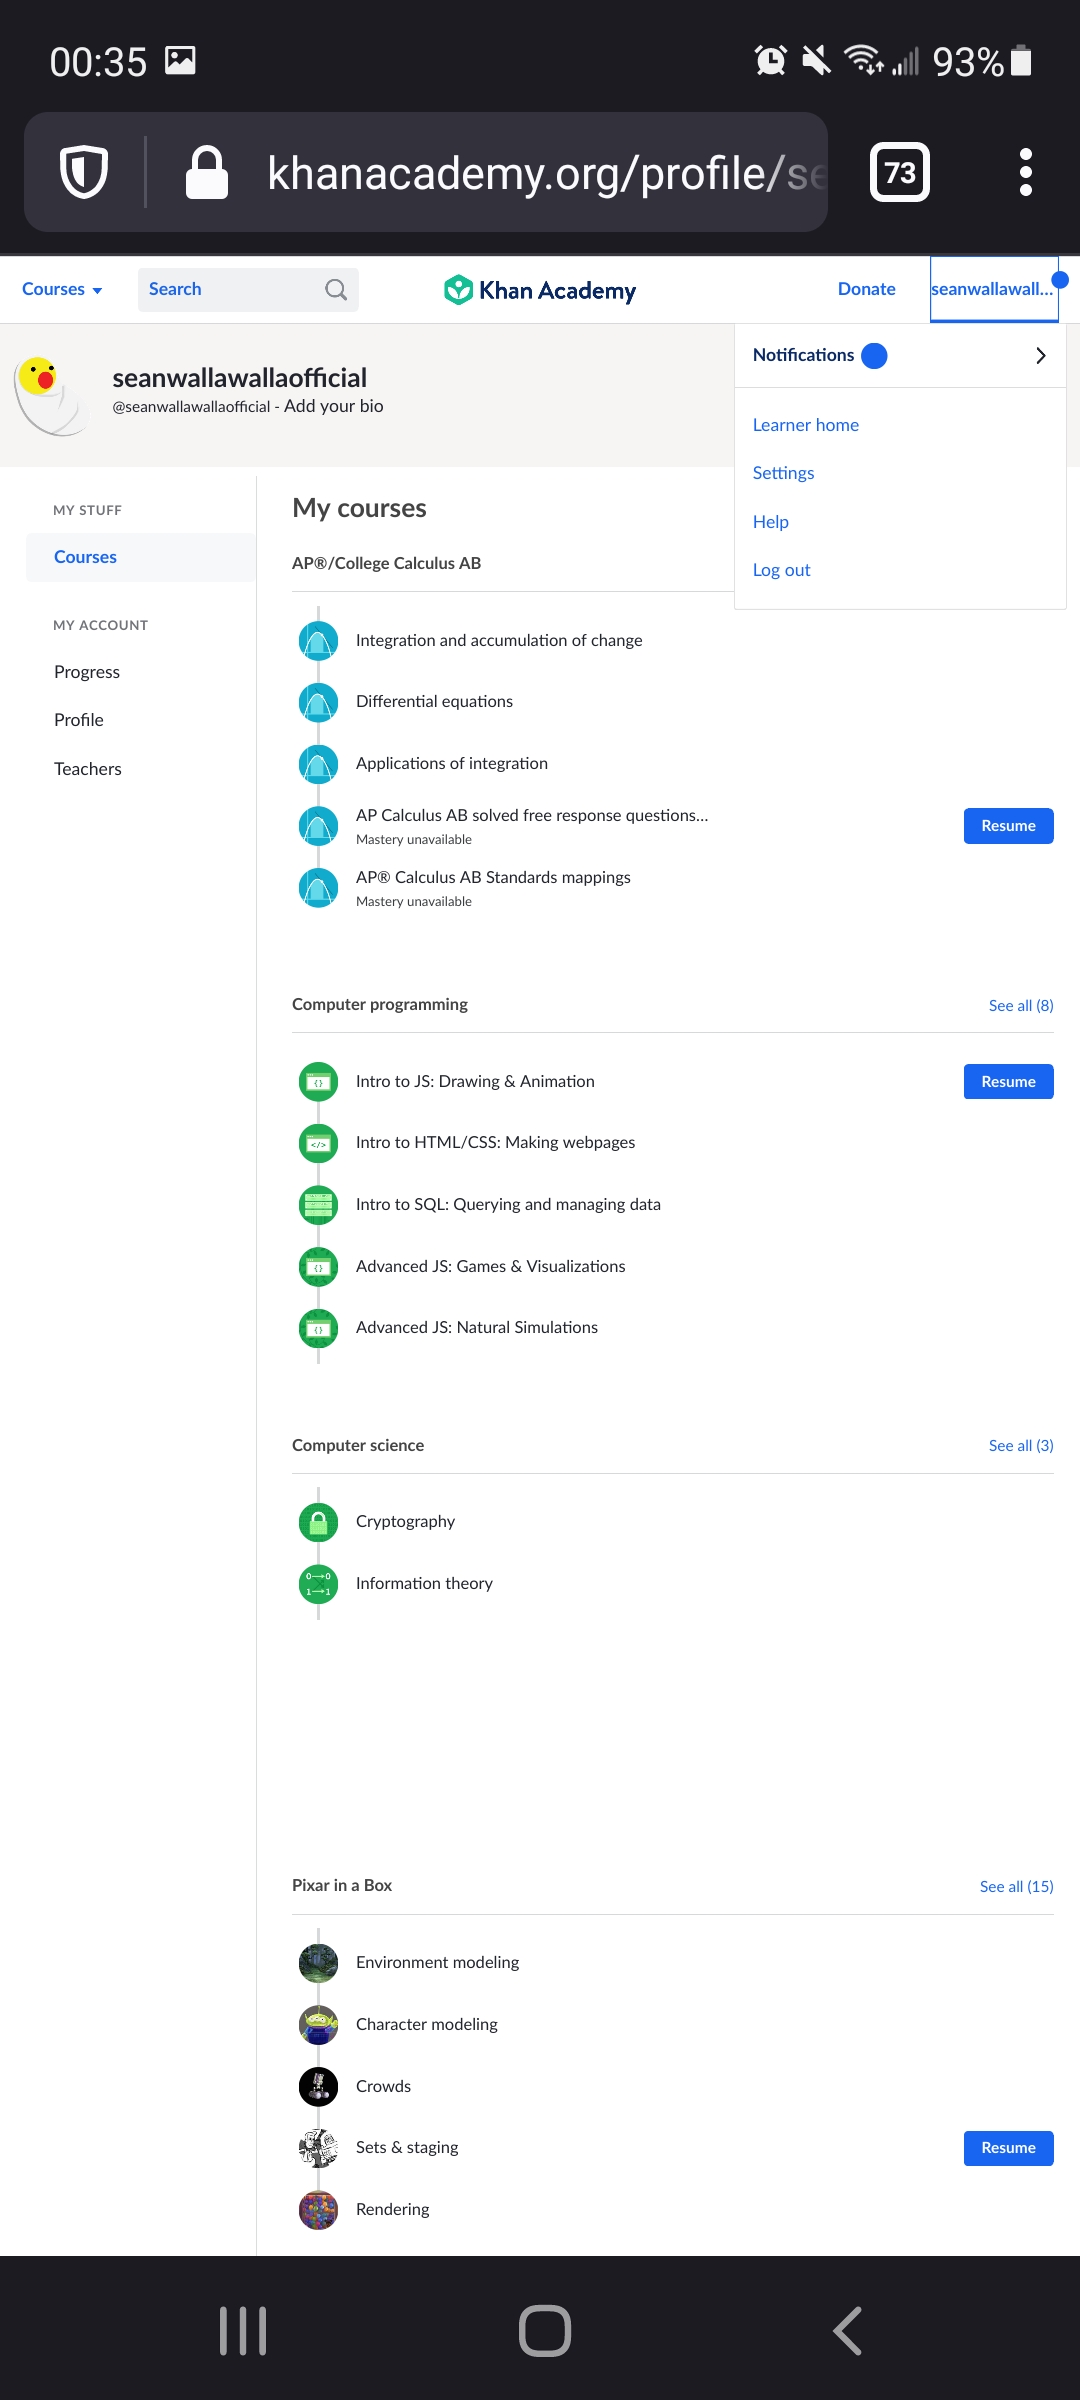 00:35
93%
khanacademy.org/profile/se
73
Courses
Search
Khan Academy
Donate
seanwallawall...
Notifications
Learner home
Settings
Help
Log out
seanwallawallaofficial
@seanwallawallaofficial - Add your bio
MY STUFF
Courses
MY ACCOUNT
Progress
Profile
Teachers
My courses
AP®/College Calculus AB
Integration and accumulation of change
Differential equations
Applications of integration
AP Calculus AB solved free response questions...
Mastery unavailable
Resume
AP® Calculus AB Standards mappings
Mastery unavailable
Computer programming
See all (8)
Intro to JS: Drawing & Animation
Resume
Intro to HTML/CSS: Making webpages
Intro to SQL: Querying and managing data
Advanced JS: Games & Visualizations
Advanced JS: Natural Simulations
Computer science
See all (3)
Cryptography
Information theory
Pixar in a Box
See all (15)
Environment modeling
Character modeling
Crowds
Sets & staging
Resume
Rendering